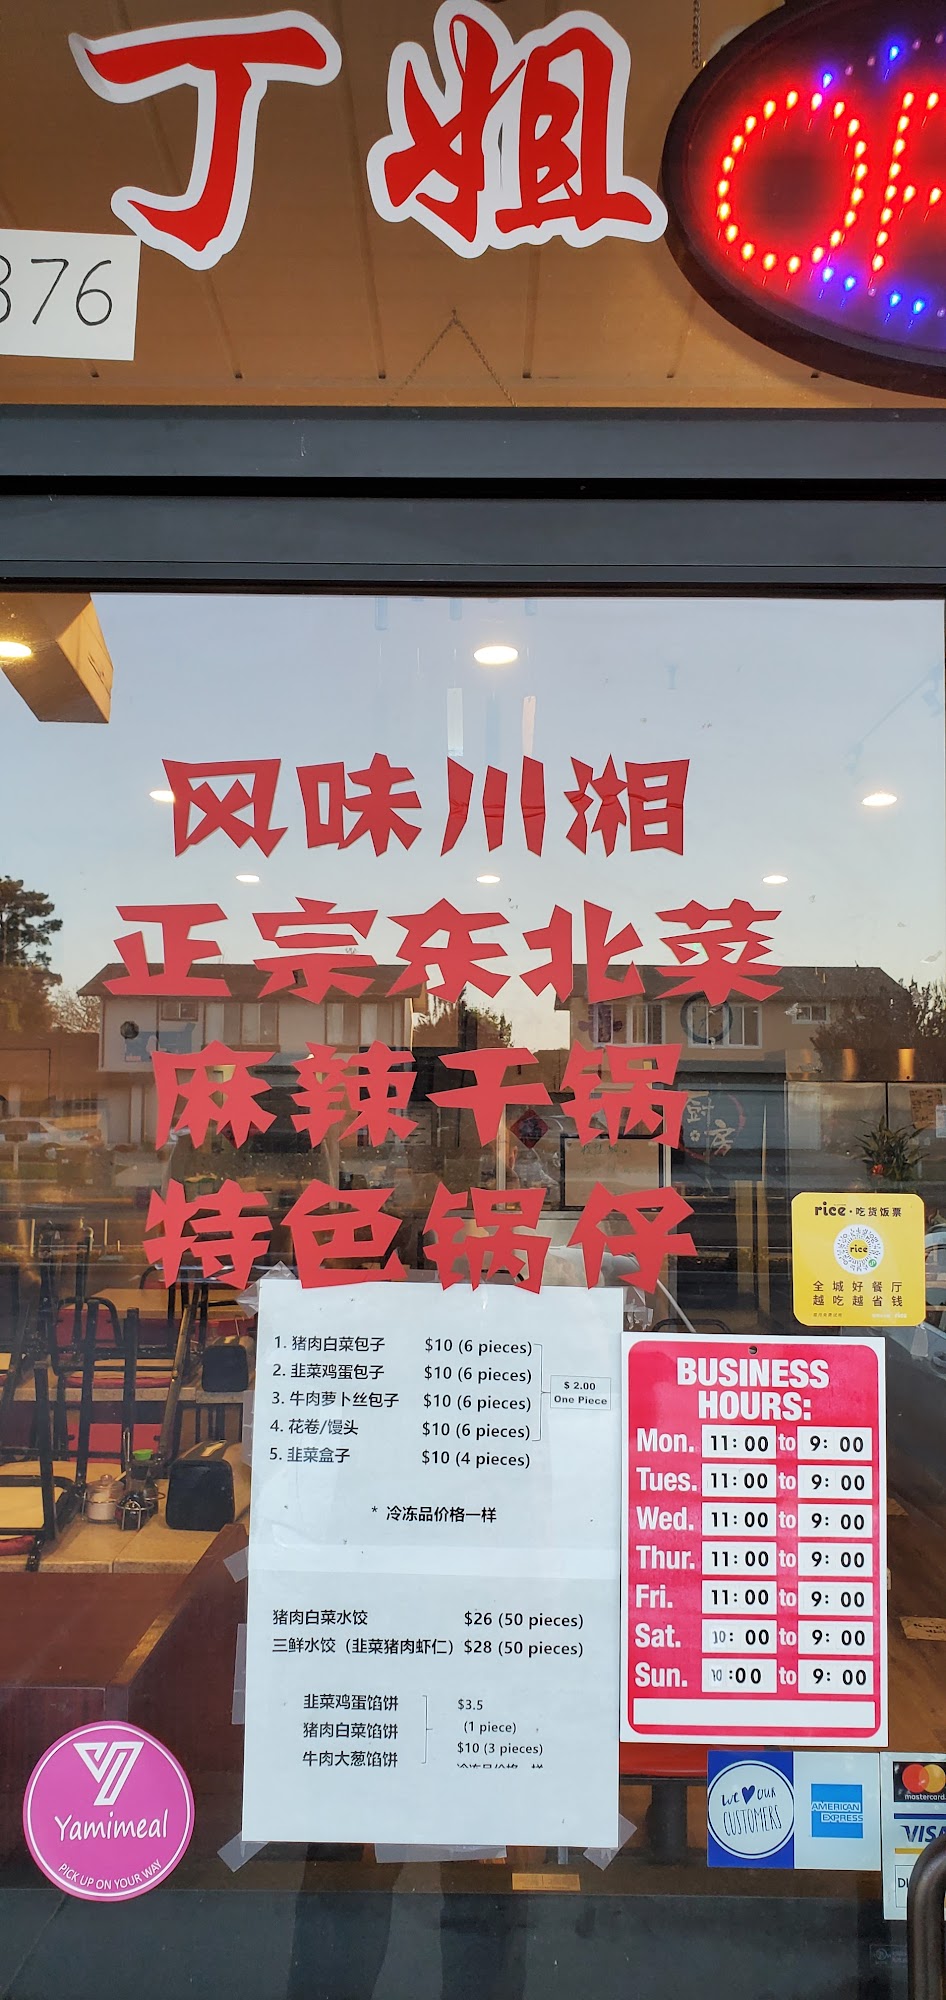 丁姐
376
风味川湘
正宗东北菜
麻辣干锅
特色锅仔
rice·吃货饭票
rice
全城好餐厅
越吃越省钱
1. 猪肉白菜包子 $10 (6 pieces)
2. 韭菜鸡蛋包子 $10 (6 pieces)
3. 牛肉萝卜丝包子 $10 (6 pieces)
4. 花卷/馒头 $10 (6 pieces)
5. 韭菜盒子 $10 (4 pieces)
$ 2.00
One Piece
* 冷冻品价格一样
猪肉白菜水饺 $26 (50 pieces)
三鲜水饺（韭菜猪肉虾仁） $28 (50 pieces)
韭菜鸡蛋馅饼 $3.5
猪肉白菜馅饼 (1 piece)
牛肉大葱馅饼 $10 (3 pieces)
BUSINESS
HOURS:
Mon. 11: 00 to 9: 00
Tues. 11: 00 to 9: 00
Wed. 11: 00 to 9: 00
Thur. 11: 00 to 9: 00
Fri. 11: 00 to 9: 00
Sat. 10: 00 to 9: 00
Sun. 10 :00 to 9: 00
Yamimeal
PICK UP ON YOUR WAY
WE OUR
CUSTOMERS
AMERICAN
EXPRESS
mastercard
VISA